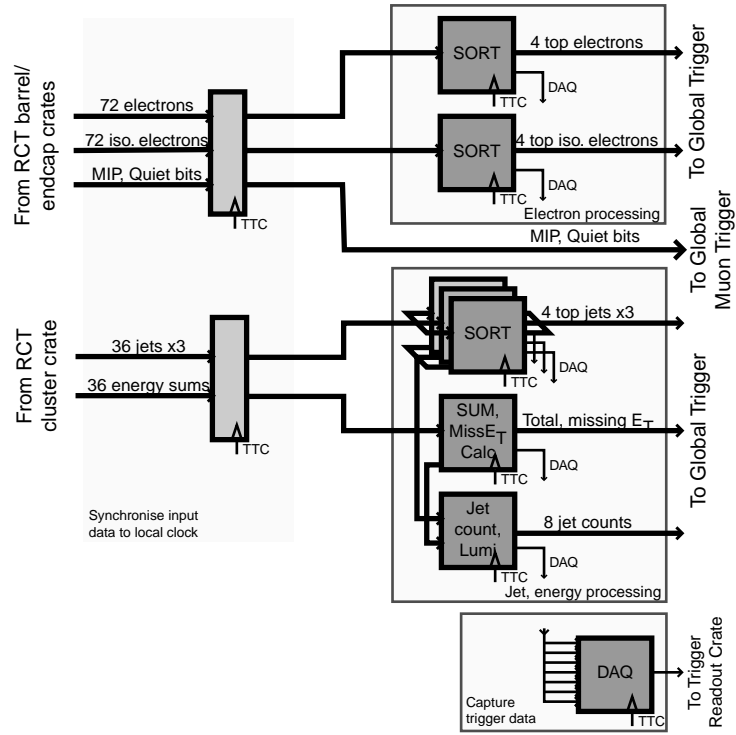 From RCT barrel/
endcap crates
72 electrons
72 iso. electrons
MIP, Quiet bits
TTC
SORT
4 top electrons
DAQ
TTC
SORT
4 top iso. electrons
DAQ
TTC
Electron processing
To Global Trigger
MIP, Quiet bits
To Global
Muon Trigger
From RCT
cluster crate
36 jets x3
36 energy sums
TTC
Synchronise input
data to local clock
SORT
4 top jets x3
DAQ
TTC
SUM,
MissET
Calc
Total, missing ET
DAQ
TTC
Jet
count,
Lumi
8 jet counts
DAQ
TTC
Jet, energy processing
To Global Trigger
DAQ
TTC
Capture
trigger data
To Trigger
Readout Crate